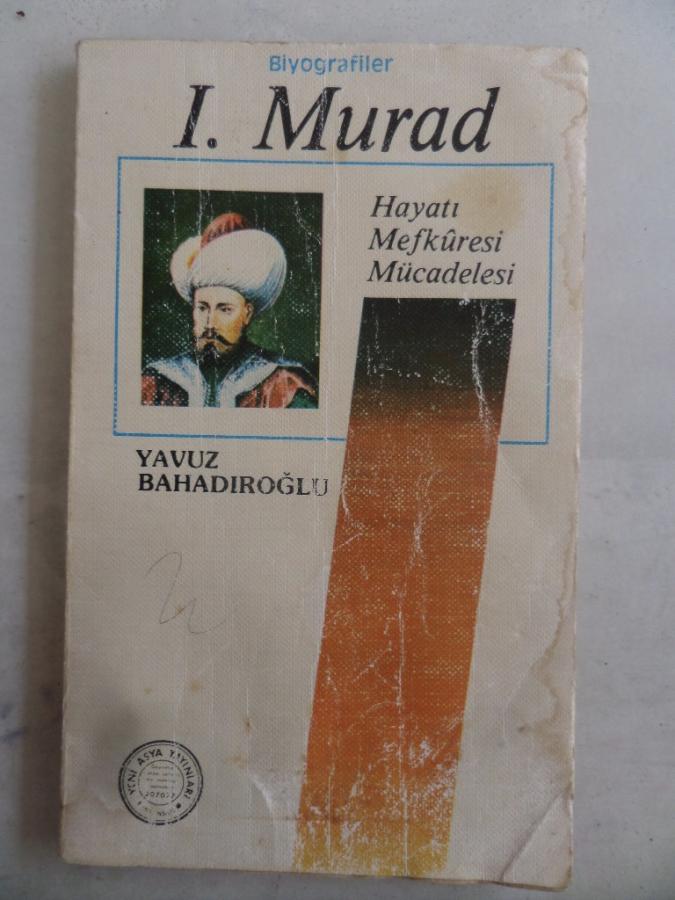 Biyografiler
I. Murad
Hayatı
Mefkûresi
Mücadelesi
YAVUZ
BAHADIROĞLU
YENİ ASYA YAYINLARI